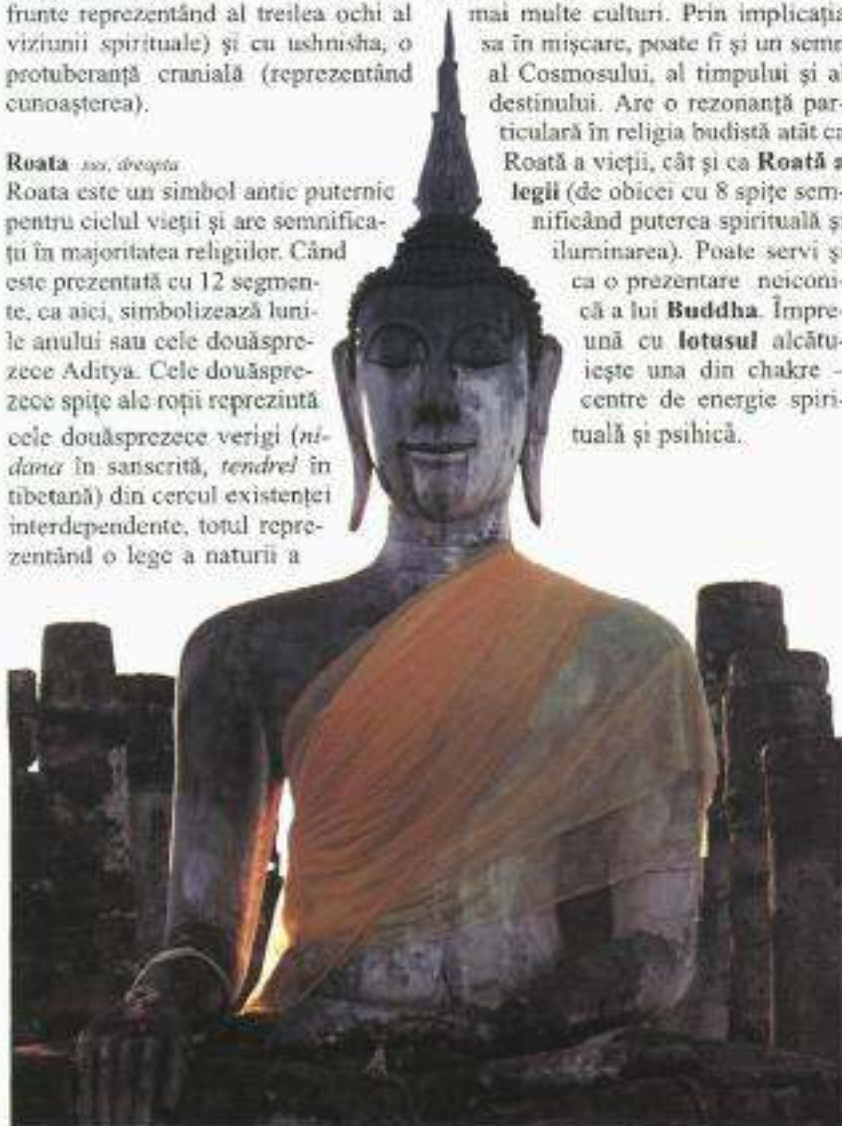 frunte reprezentând al treilea ochi al
viziunii spirituale) și cu ushnisha, o
protuberanță cranială (reprezentând
cunoașterea).
Roata sus, dreapta
Roata este un simbol antic puternic
pentru ciclul vieții și are semnifica-
ții în majoritatea religiilor. Când
este prezentată cu 12 segmen-
te, ca aici, simbolizează luni-
le anului sau cele douăspre-
zece Aditya. Cele douăspre-
zece spițe ale roții reprezintă
cele douăsprezece verigi (ni-
dana în sanscrită, tendrel în
tibetană) din cercul existenței
interdependente, totul repre-
zentând o lege a naturii a
mai multe culturi. Prin implicația
sa în mișcare, poate fi și un semn
al Cosmosului, al timpului și al
destinului. Are o rezonanță par-
ticulară în religia budistă atât ca
Roată a vieții, cât și ca Roată a
legii (de obicei cu 8 spițe sem-
nificând puterea spirituală și
iluminarea). Poate servi și
ca o prezentare neiconi-
că a lui Buddha. Împre-
ună cu lotusul alcătu-
iește una din chakre –
centre de energie spiri-
tuală și psihică.